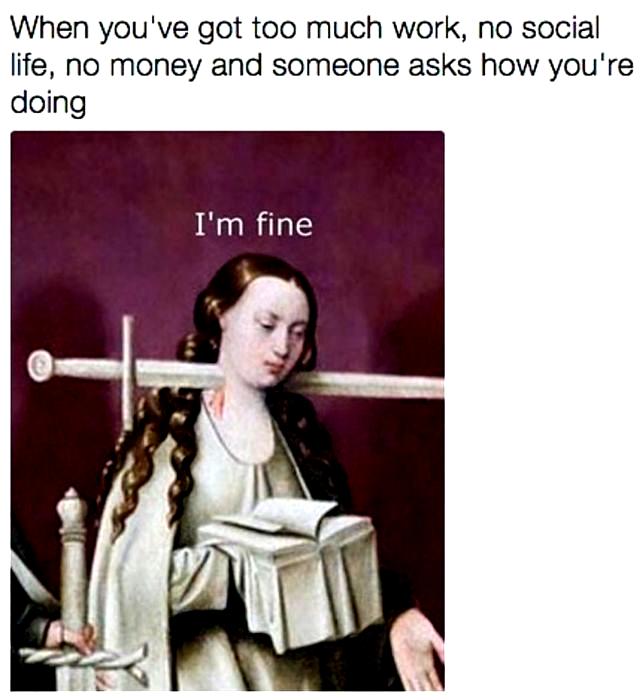 When you've got too much work, no social
life, no money and someone asks how you're
doing
I'm fine